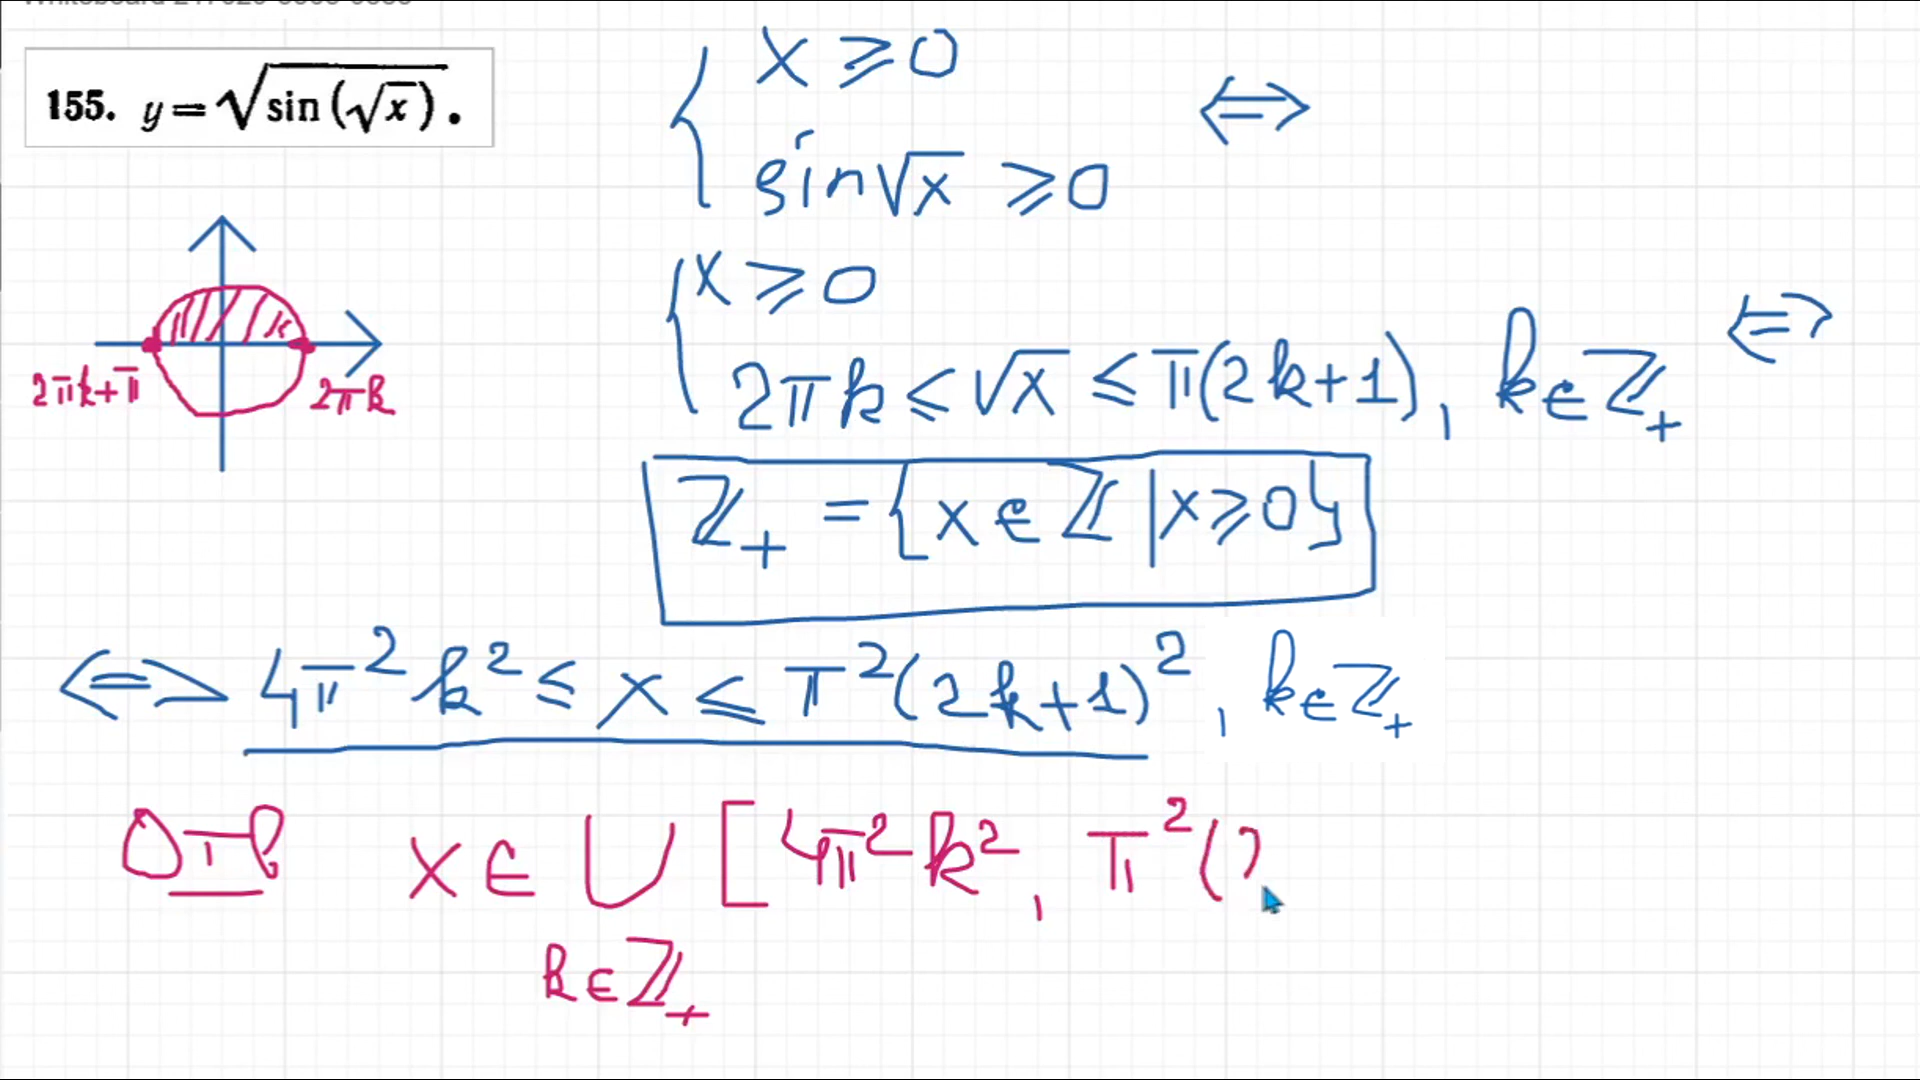 155. y = √sin(√x).
{ x ⩾ 0
sin√x ⩾ 0 ⟺
{ x ⩾ 0
2πk ⩽ √x ⩽ π(2k+1), k∈ℤ₊ ⟺
2πk+π 2πk
ℤ₊ = {x∈ℤ | x⩾0}
⟺ 4π²k² ⩽ x ⩽ π²(2k+1)², k∈ℤ₊
x ∈ ∪ [4π²k², π²(2
k∈ℤ₊